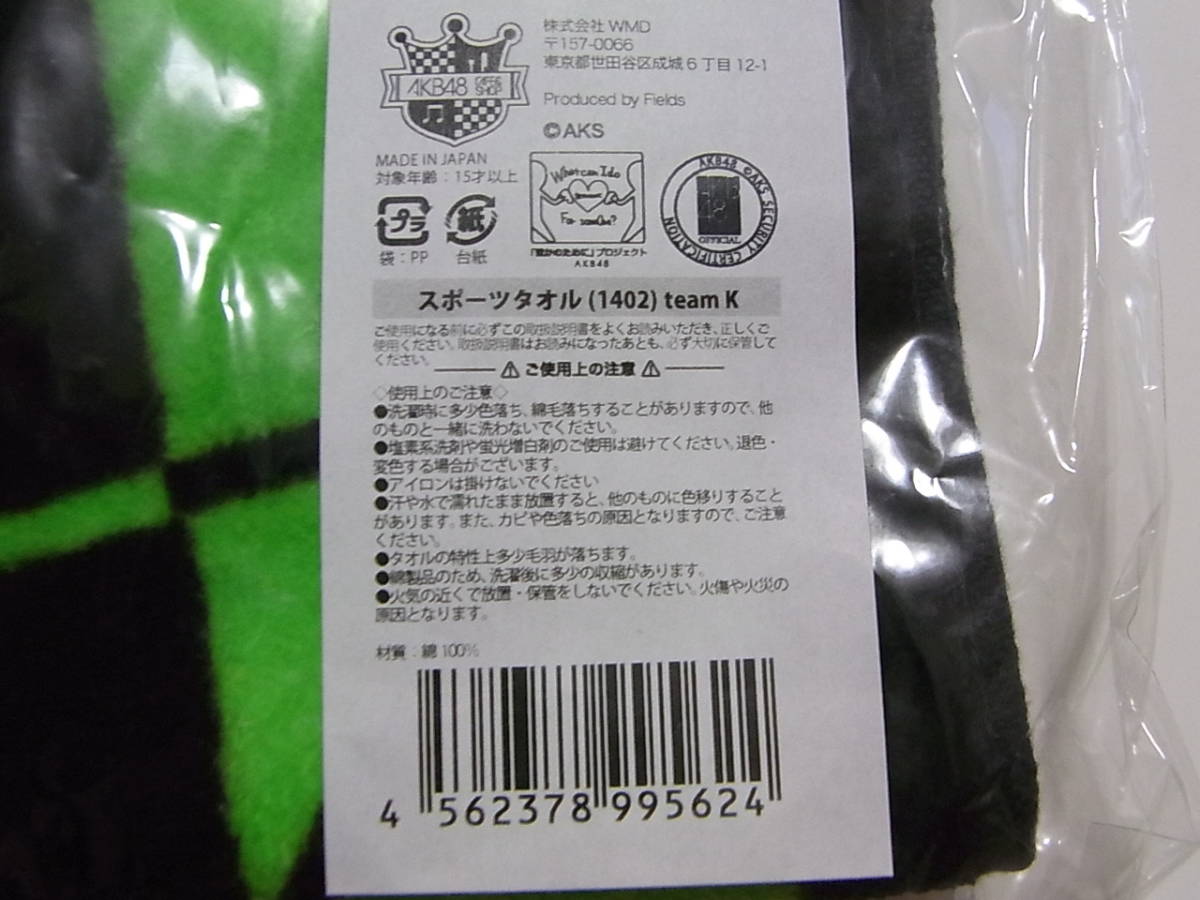 株式会社 WMD
〒157-0066
東京都世田谷区成城6丁目12-1
AKB48 CAFE & SHOP
Produced by Fields
©AKS
MADE IN JAPAN
対象年齢：15才以上
プラ
紙
袋：PP
台紙
What can I do
For someone?
「誰かのために」プロジェクト
AKB48
AKB48 ©AKS SECURITY CERTIFICATION
OFFICIAL
スポーツタオル (1402) team K
ご使用になる前に必ずこの取扱説明書をよくお読みいただき、正しくご
使用ください。取扱説明書はお読みになったあとも、必ず大切に保管して
ください。
⚠ ご使用上の注意 ⚠
◇使用上のご注意◇
●洗濯時に多少色落ち、綿毛落ちすることがありますので、他
のものと一緒に洗わないでください。
●塩素系洗剤や蛍光増白剤のご使用は避けてください。退色・
変色する場合がございます。
●アイロンは掛けないでください
●汗や水で濡れたまま放置すると、他のものに色移りすること
があります。また、カビや色落ちの原因となりますので、ご注意
ください。
●タオルの特性上多少毛羽が落ちます。
●綿製品のため、洗濯後に多少の収縮があります。
●火気の近くで放置・保管をしないでください。火傷や火災の
原因となります。
材質：綿100%
4 562378 995624